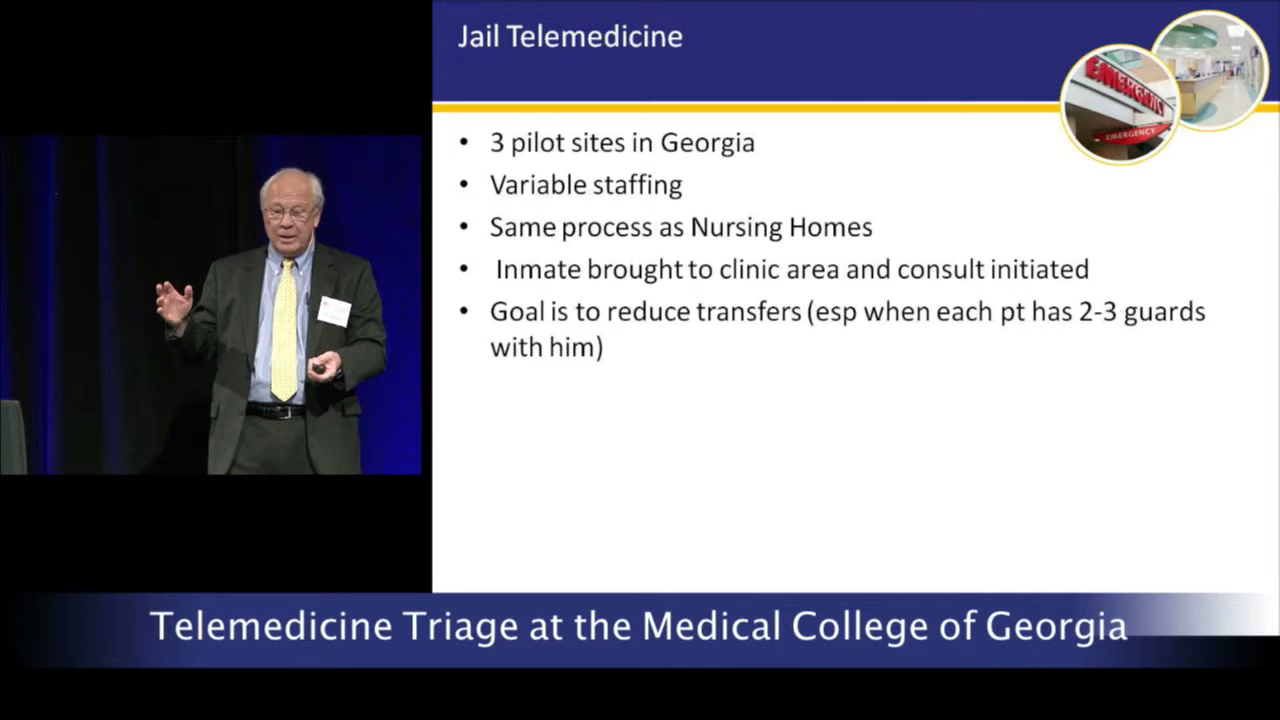 Jail Telemedicine
EMERGENCY
EMERGENCY
• 3 pilot sites in Georgia
• Variable staffing
• Same process as Nursing Homes
• Inmate brought to clinic area and consult initiated
• Goal is to reduce transfers (esp when each pt has 2-3 guards
with him)
Telemedicine Triage at the Medical College of Georgia